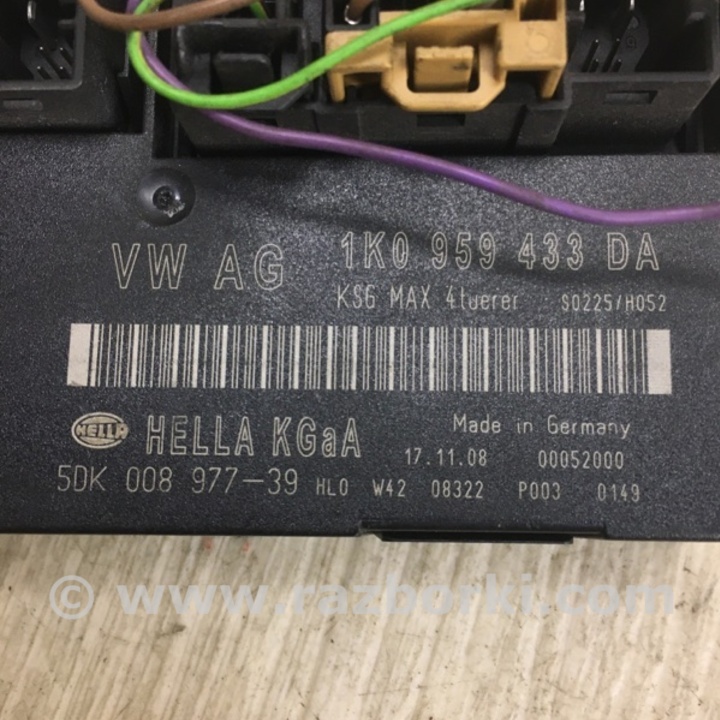 VW AG 1K0 959 433 DA
KSG MAX 4tuerer S0225/H052
HELLA HELLA KGaA Made in Germany
17.11.08 00052000
5DK 008 977-39 HL0 W42 08322 P003 0149
© www.razborki.com